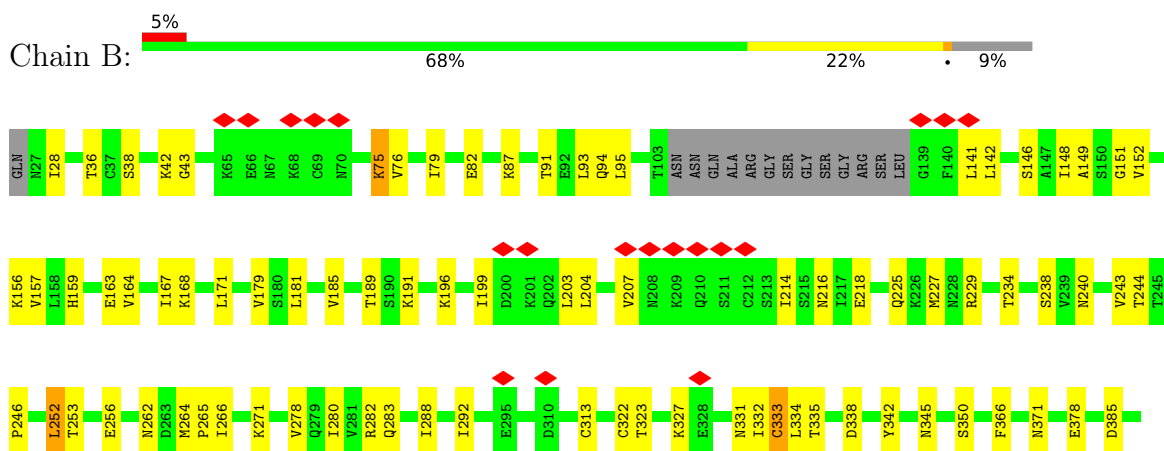 5%
Chain B:
68% 22% • 9%
GLN N27 I28 T36 C37 S38 K42 G43 K65 E66 N67 K68 C69 N70 K75 V76 I79 E82 K87 T91 E92 L93 Q94 L95 T103 ASN ASN GLN ALA ARG GLY SER GLY SER GLY ARG SER LEU G139 F140 L141 L142 S146 A147 I148 A149 S150 G151 V152
K156 V157 L158 H159 E163 V164 I167 K168 L171 V179 S180 L181 V185 T189 S190 K191 K196 I199 D200 K201 Q202 L203 L204 V207 N208 K209 Q210 S211 C212 S213 I214 S215 N216 I217 E218 Q225 K226 M227 N228 R229 T234 S238 V239 N240 V243 T244 T245
P246 L252 T253 E256 N262 D263 M264 P265 I266 K271 V278 Q279 I280 V281 R282 Q283 I288 I292 E295 D310 C313 C322 T323 K327 E328 N331 I332 C333 L334 T335 D338 Y342 N345 S350 F366 N371 E378 D385